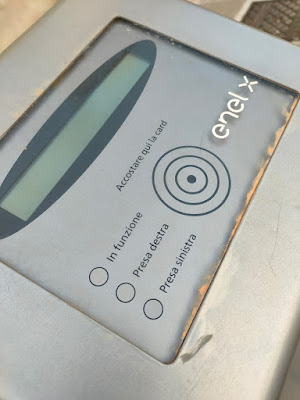 enel x
Accostare qui la card
In funzione
Presa destra
Presa sinistra